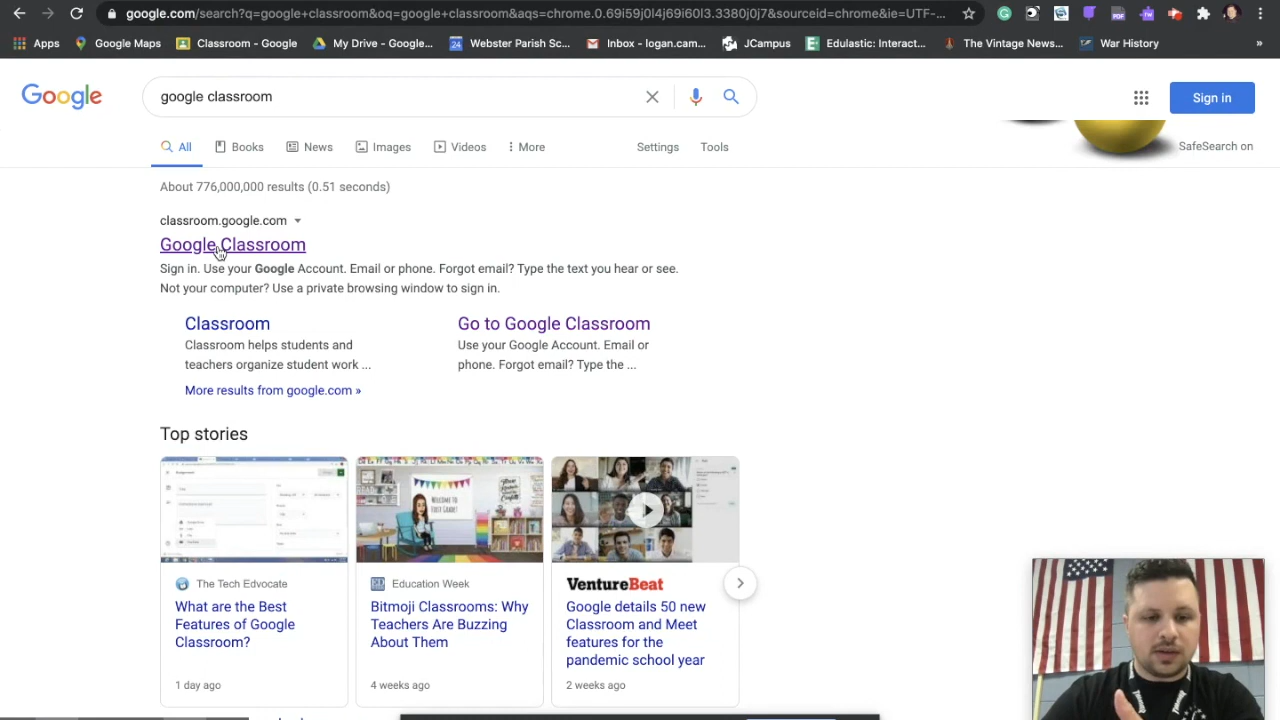 google.com/search?q=google+classroom&oq=google+classroom&aqs=chrome.0.69i59j0l4j69i60l3.3380j0j7&sourceid=chrome&ie=UTF-...
Apps Google Maps Classroom - Google My Drive - Google... Webster Parish Sc... Inbox - logan.cam... JCampus Edulastic: Interact... The Vintage News... War History »
Google google classroom Sign in
All Books News Images Videos More Settings Tools SafeSearch on
About 776,000,000 results (0.51 seconds)
classroom.google.com
Google Classroom
Sign in. Use your Google Account. Email or phone. Forgot email? Type the text you hear or see.
Not your computer? Use a private browsing window to sign in.
Classroom
Classroom helps students and
teachers organize student work ...
Go to Google Classroom
Use your Google Account. Email or
phone. Forgot email? Type the ...
More results from google.com »
Top stories
WELCOME TO FIRST GRADE!
The Tech Edvocate
What are the Best
Features of Google
Classroom?
1 day ago
Education Week
Bitmoji Classrooms: Why
Teachers Are Buzzing
About Them
4 weeks ago
VentureBeat
Google details 50 new
Classroom and Meet
features for the
pandemic school year
2 weeks ago